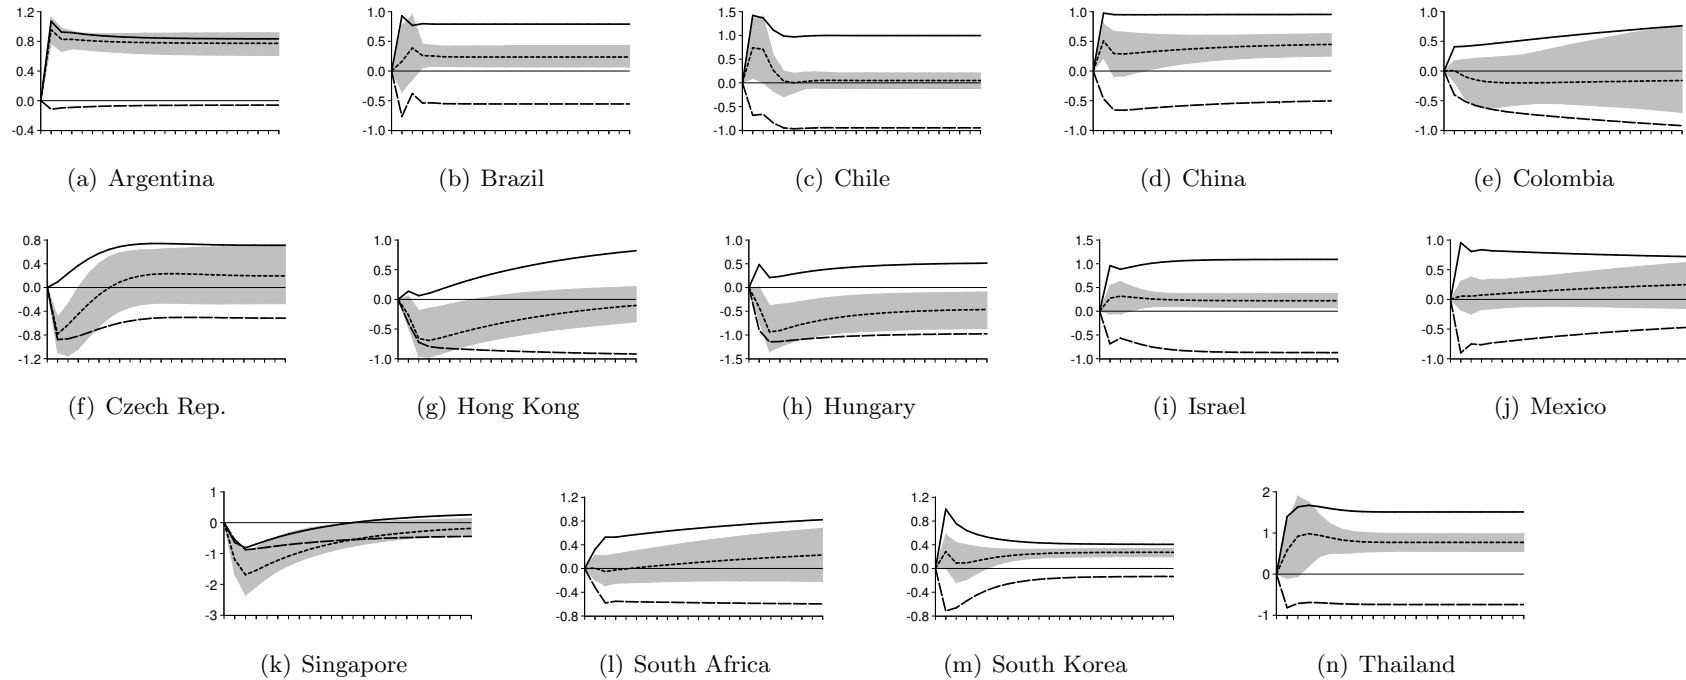 1.2 0.8 0.4 0.0 -0.4
1.0 0.5 0.0 -0.5 -1.0
1.5 1.0 0.5 0.0 -0.5 -1.0
1.0 0.5 0.0 -0.5 -1.0
1.0 0.5 0.0 -0.5 -1.0
(a) Argentina (b) Brazil (c) Chile (d) China (e) Colombia
0.8 0.4 0.0 -0.4 -0.8 -1.2
1.0 0.5 0.0 -0.5 -1.0
1.0 0.5 0.0 -0.5 -1.0 -1.5
1.5 1.0 0.5 0.0 -0.5 -1.0
1.0 0.5 0.0 -0.5 -1.0
(f) Czech Rep. (g) Hong Kong (h) Hungary (i) Israel (j) Mexico
1 0 -1 -2 -3
1.2 0.8 0.4 0.0 -0.4 -0.8
1.2 0.8 0.4 0.0 -0.4 -0.8
2 1 0 -1
(k) Singapore (l) South Africa (m) South Korea (n) Thailand